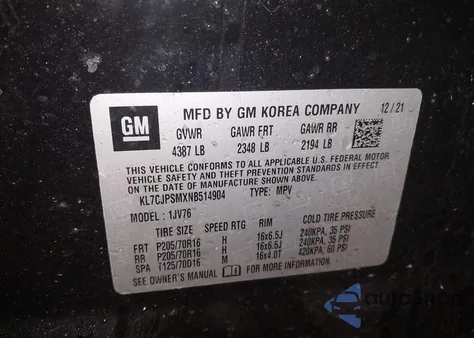 GM
MFD BY GM KOREA COMPANY 12/21
GVWR GAWR FRT GAWR RR
4387 LB 2348 LB 2194 LB
THIS VEHICLE CONFORMS TO ALL APPLICABLE U.S. FEDERAL MOTOR
VEHICLE SAFETY AND THEFT PREVENTION STANDARDS IN EFFECT
ON THE DATE OF MANUFACTURE SHOWN ABOVE.
KL7CJPSMXNB514904 TYPE: MPV
MODEL: 1JV76
TIRE SIZE SPEED RTG RIM COLD TIRE PRESSURE
FRT P205/70R16 H 16x6.5J 240KPA, 35 PSI
RR P205/70R16 H 16x6.5J 240KPA, 35 PSI
SPA T125/70D16 M 16x4.0T 420KPA, 60 PSI
SEE OWNER'S MANUAL FOR MORE INFORMATION.